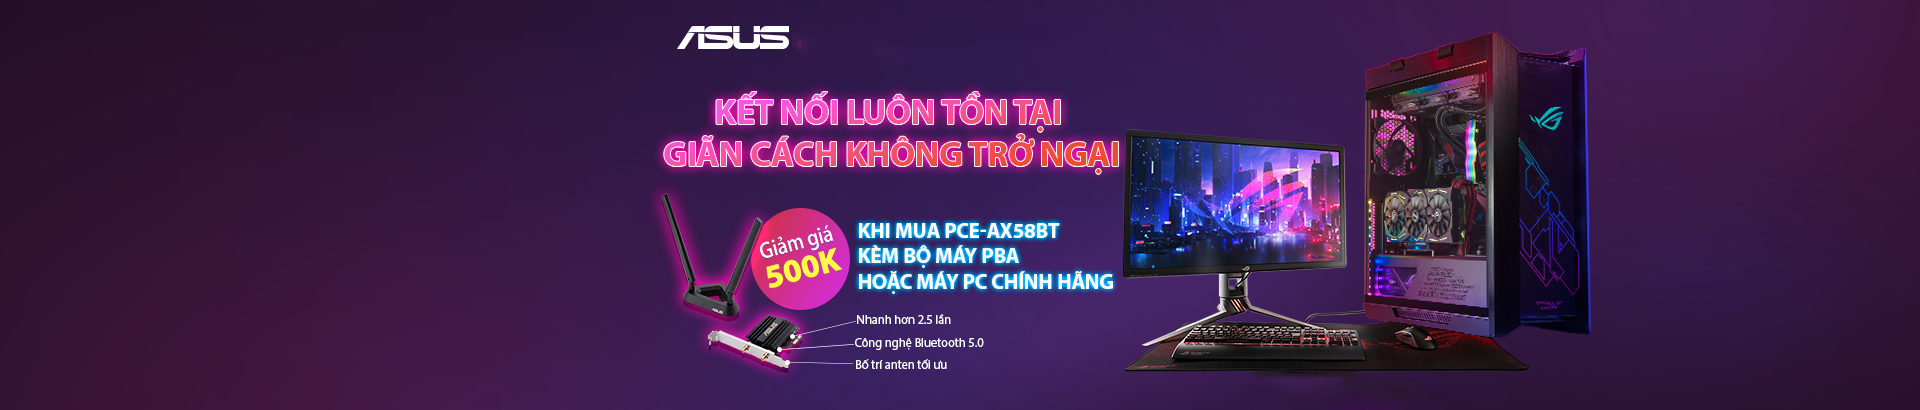 ASUS
KẾT NỐI LUÔN TỒN TẠI
GIÃN CÁCH KHÔNG TRỞ NGẠI
Giảm giá
500K
KHI MUA PCE-AX58BT
KÈM BỘ MÁY PBA
HOẶC MÁY PC CHÍNH HÃNG
ASUS
Nhanh hơn 2.5 lần
Công nghệ Bluetooth 5.0
Bố trí anten tối ưu